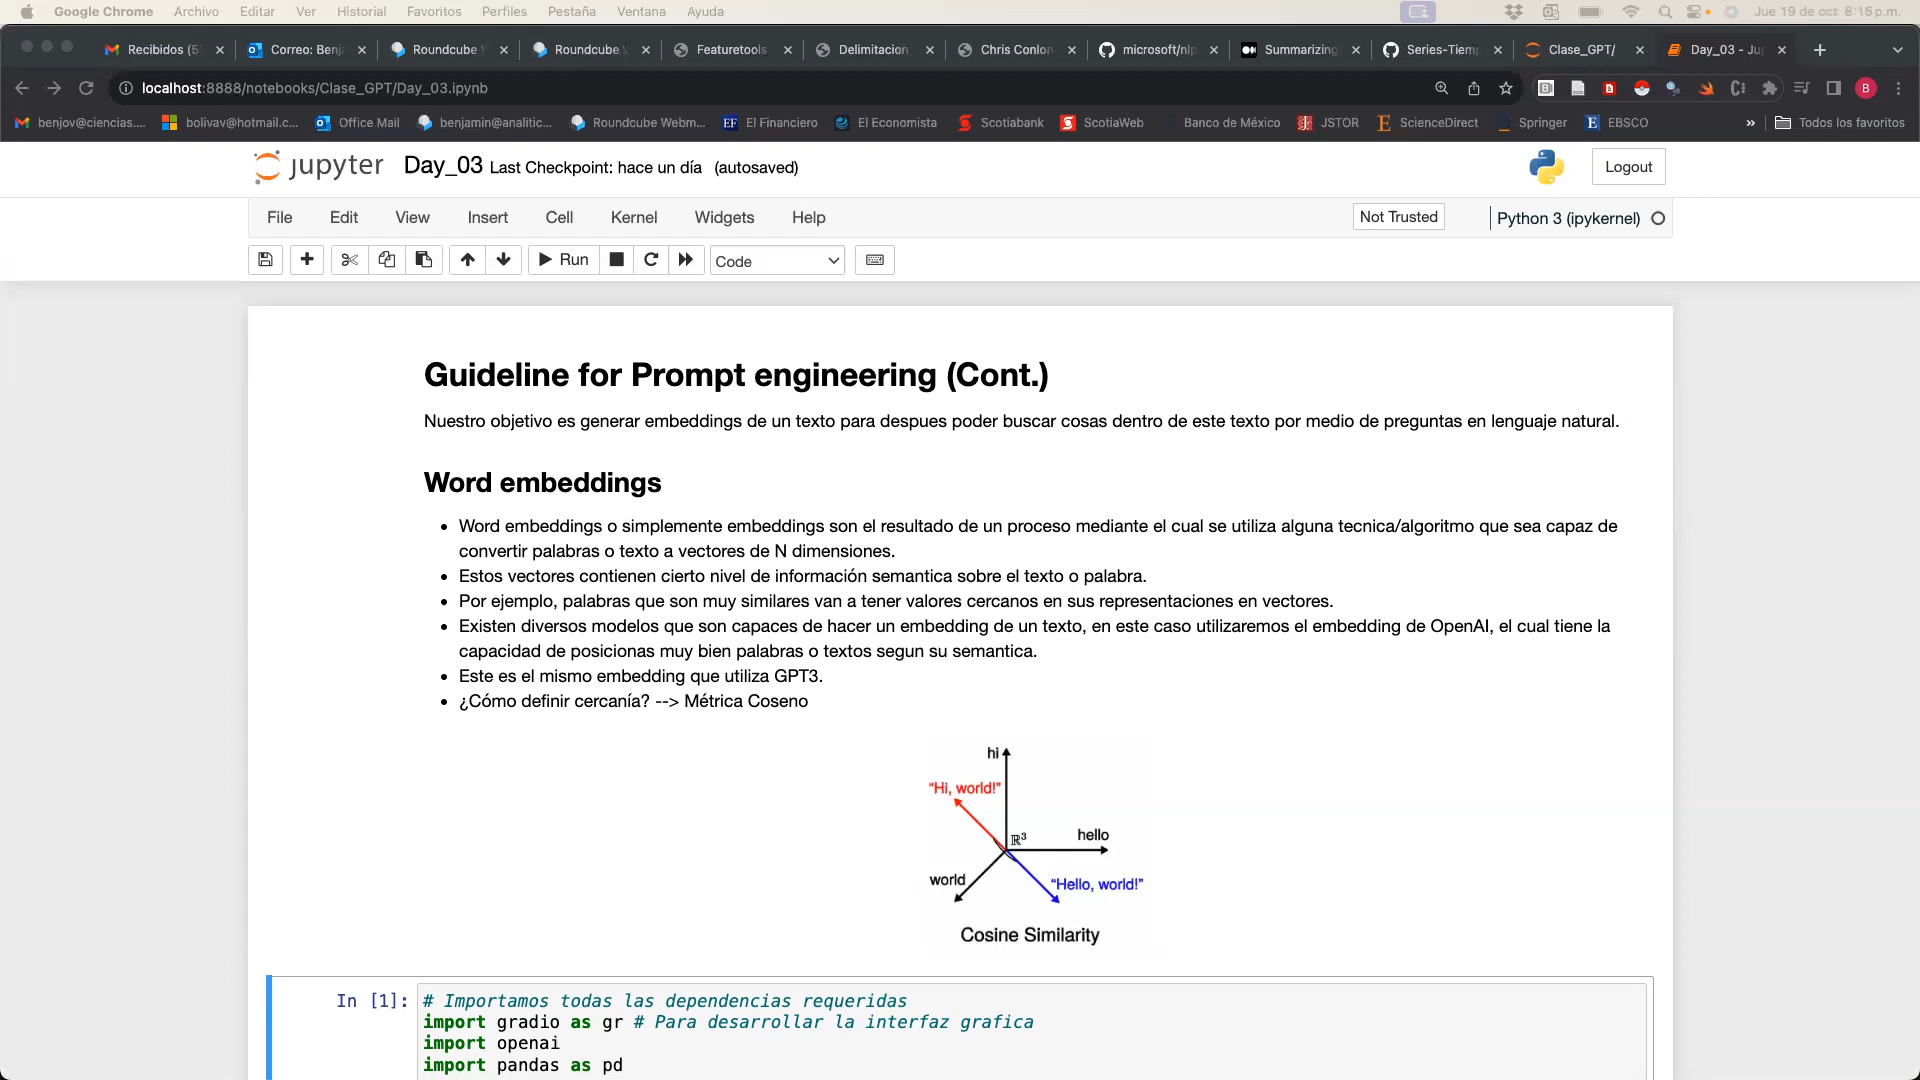 Google Chrome Archivo Editar Ver Historial Favoritos Perfiles Pestaña Ventana Ayuda Jue 19 de oct 8:15 p.m.
Recibidos (5 Correo: Benj Roundcube Roundcube Featuretools Delimitacion Chris Conlon microsoft/nlp Summarizing Series-Tiem Clase_GPT/ Day_03 - Ju
localhost:8888/notebooks/Clase_GPT/Day_03.ipynb B
benjov@ciencias.... bolivav@hotmail.c... Office Mail benjamin@analitic... Roundcube Webm... EF El Financiero El Economista Scotiabank ScotiaWeb Banco de México JSTOR ScienceDirect Springer E EBSCO » Todos los favoritos
jupyter Day_03 Last Checkpoint: hace un día (autosaved) Logout
File Edit View Insert Cell Kernel Widgets Help Not Trusted Python 3 (ipykernel)
Run Code
Guideline for Prompt engineering (Cont.)
Nuestro objetivo es generar embeddings de un texto para despues poder buscar cosas dentro de este texto por medio de preguntas en lenguaje natural.
Word embeddings
• Word embeddings o simplemente embeddings son el resultado de un proceso mediante el cual se utiliza alguna tecnica/algoritmo que sea capaz de
convertir palabras o texto a vectores de N dimensiones.
• Estos vectores contienen cierto nivel de información semantica sobre el texto o palabra.
• Por ejemplo, palabras que son muy similares van a tener valores cercanos en sus representaciones en vectores.
• Existen diversos modelos que son capaces de hacer un embedding de un texto, en este caso utilizaremos el embedding de OpenAI, el cual tiene la
capacidad de posicionas muy bien palabras o textos segun su semantica.
• Este es el mismo embedding que utiliza GPT3.
• ¿Cómo definir cercanía? --> Métrica Coseno
hi
“Hi, world!”
ℝ³
hello
world
“Hello, world!”
Cosine Similarity
In [1]: # Importamos todas las dependencias requeridas
import gradio as gr # Para desarrollar la interfaz grafica
import openai
import pandas as pd